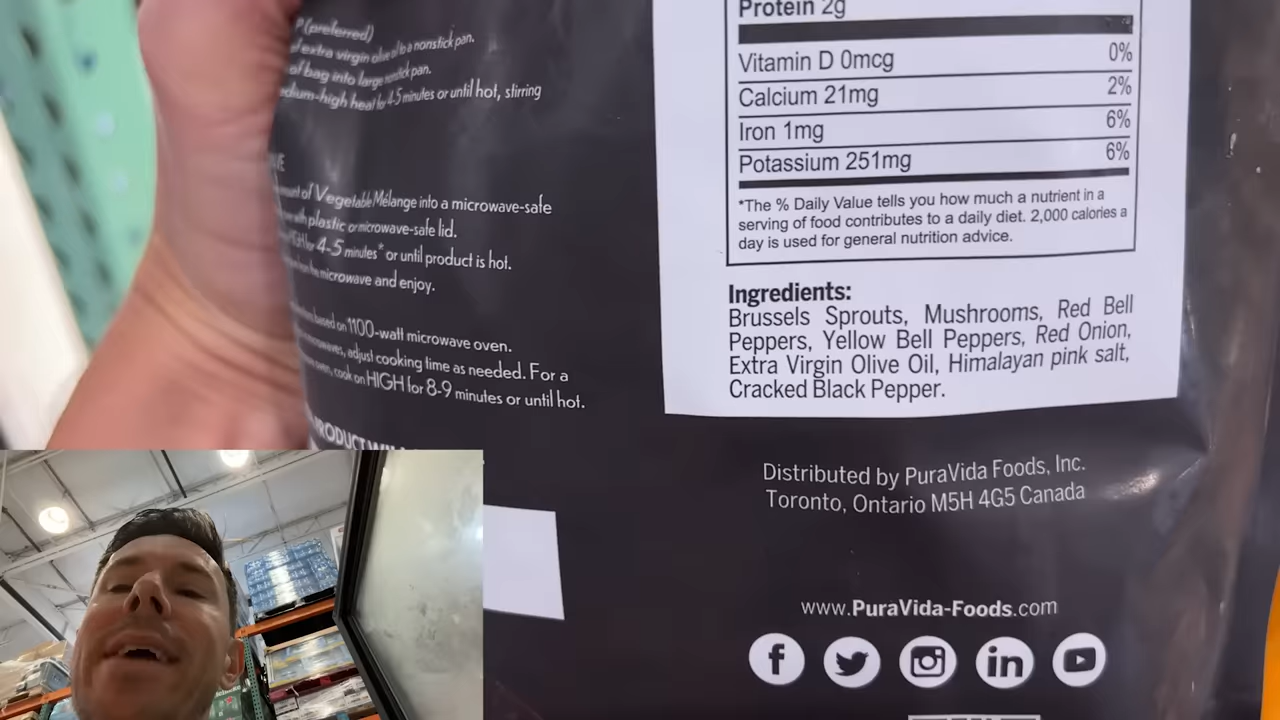 P (preferred)
extra virgin olive oil to a nonstick pan.
of bag into large nonstick pan.
medium-high heat for 4-5 minutes or until hot, stirring
of Vegetable Mélange into a microwave-safe
with plastic or microwave-safe lid.
4-5 minutes* or until product is hot.
microwave and enjoy.
based on 1100-watt microwave oven.
microwaves, adjust cooking time as needed. For a
oven, cook on HIGH for 8-9 minutes or until hot.
PRODUCT
Protein 2g
Vitamin D 0mcg 0%
Calcium 21mg 2%
Iron 1mg 6%
Potassium 251mg 6%
*The % Daily Value tells you how much a nutrient in a
serving of food contributes to a daily diet. 2,000 calories a
day is used for general nutrition advice.
Ingredients:
Brussels Sprouts, Mushrooms, Red Bell
Peppers, Yellow Bell Peppers, Red Onion,
Extra Virgin Olive Oil, Himalayan pink salt,
Cracked Black Pepper.
Distributed by PuraVida Foods, Inc.
Toronto, Ontario M5H 4G5 Canada
www.PuraVida-Foods.com